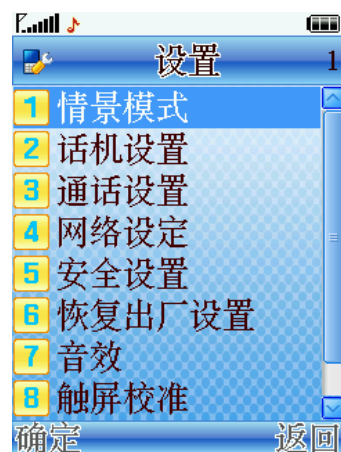 设置 1
1 情景模式
2 话机设置
3 通话设置
4 网络设定
5 安全设置
6 恢复出厂设置
7 音效
8 触屏校准
确定 返回